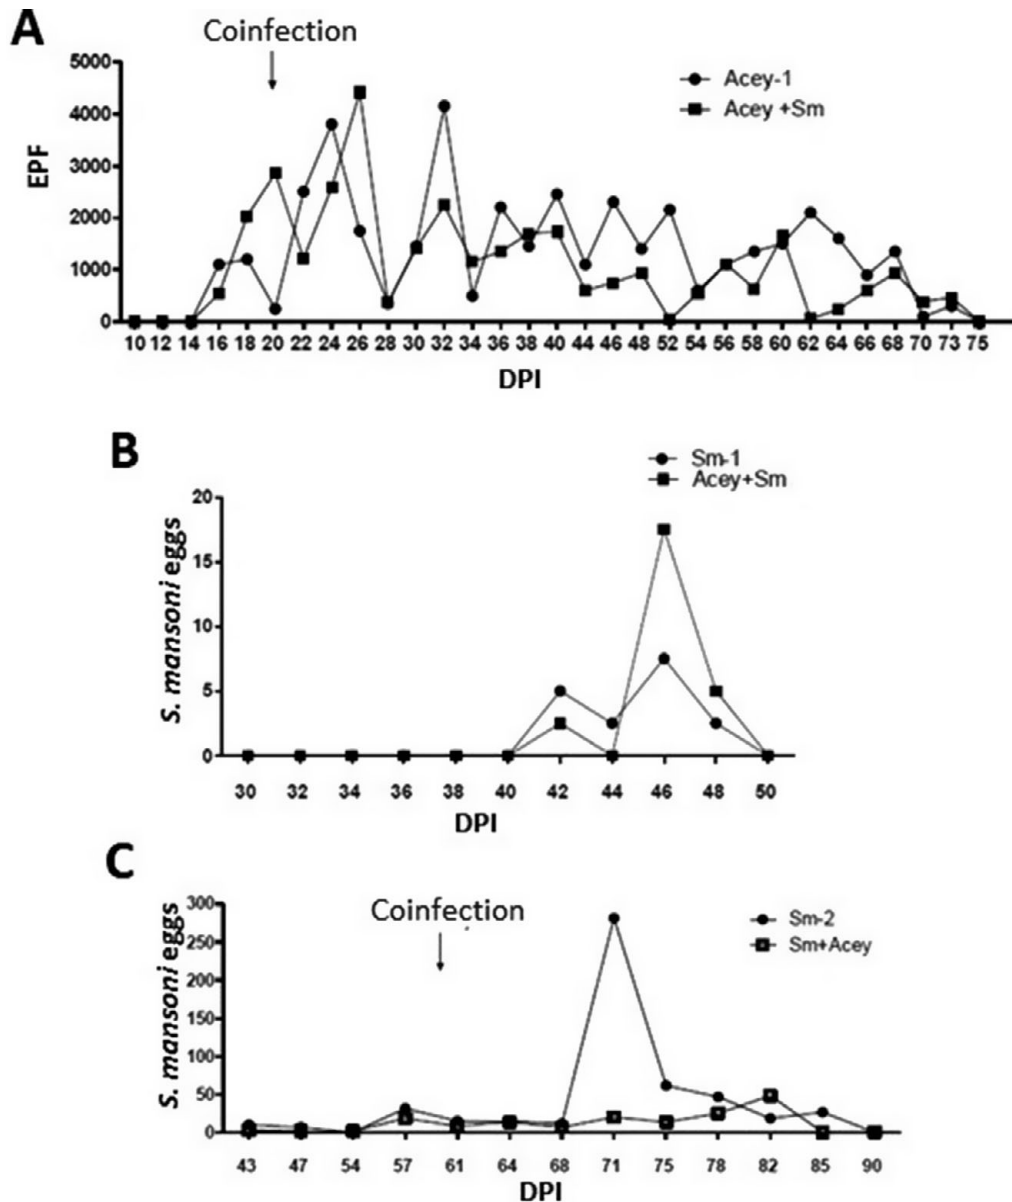 A
Coinfection
5000
4000
3000
2000
1000
0
EPF
Acey-1
Acey +Sm
10 12 14 16 18 20 22 24 26 28 30 32 34 36 38 40 44 46 48 52 54 56 58 60 62 64 66 68 70 73 75
DPI
B
Sm-1
Acey+Sm
20
15
10
5
0
S. mansoni eggs
30 32 34 36 38 40 42 44 46 48 50
DPI
C
Coinfection
300
250
200
150
100
50
0
S. mansoni eggs
Sm-2
Sm+Acey
43 47 54 57 61 64 68 71 75 78 82 85 90
DPI